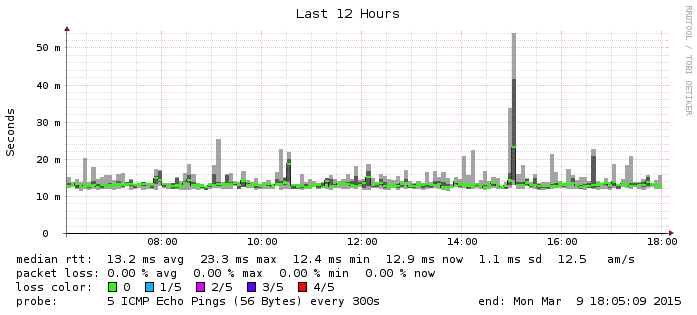 Last 12 Hours
RRDTOOL / TOBI OETIKER
Seconds
50 m
40 m
30 m
20 m
10 m
0
08:00 10:00 12:00 14:00 16:00 18:00
median rtt: 13.2 ms avg 23.3 ms max 12.4 ms min 12.9 ms now 1.1 ms sd 12.5 am/s
packet loss: 0.00 % avg 0.00 % max 0.00 % min 0.00 % now
loss color: 0 1/5 2/5 3/5 4/5
probe: 5 ICMP Echo Pings (56 Bytes) every 300s end: Mon Mar 9 18:05:09 2015